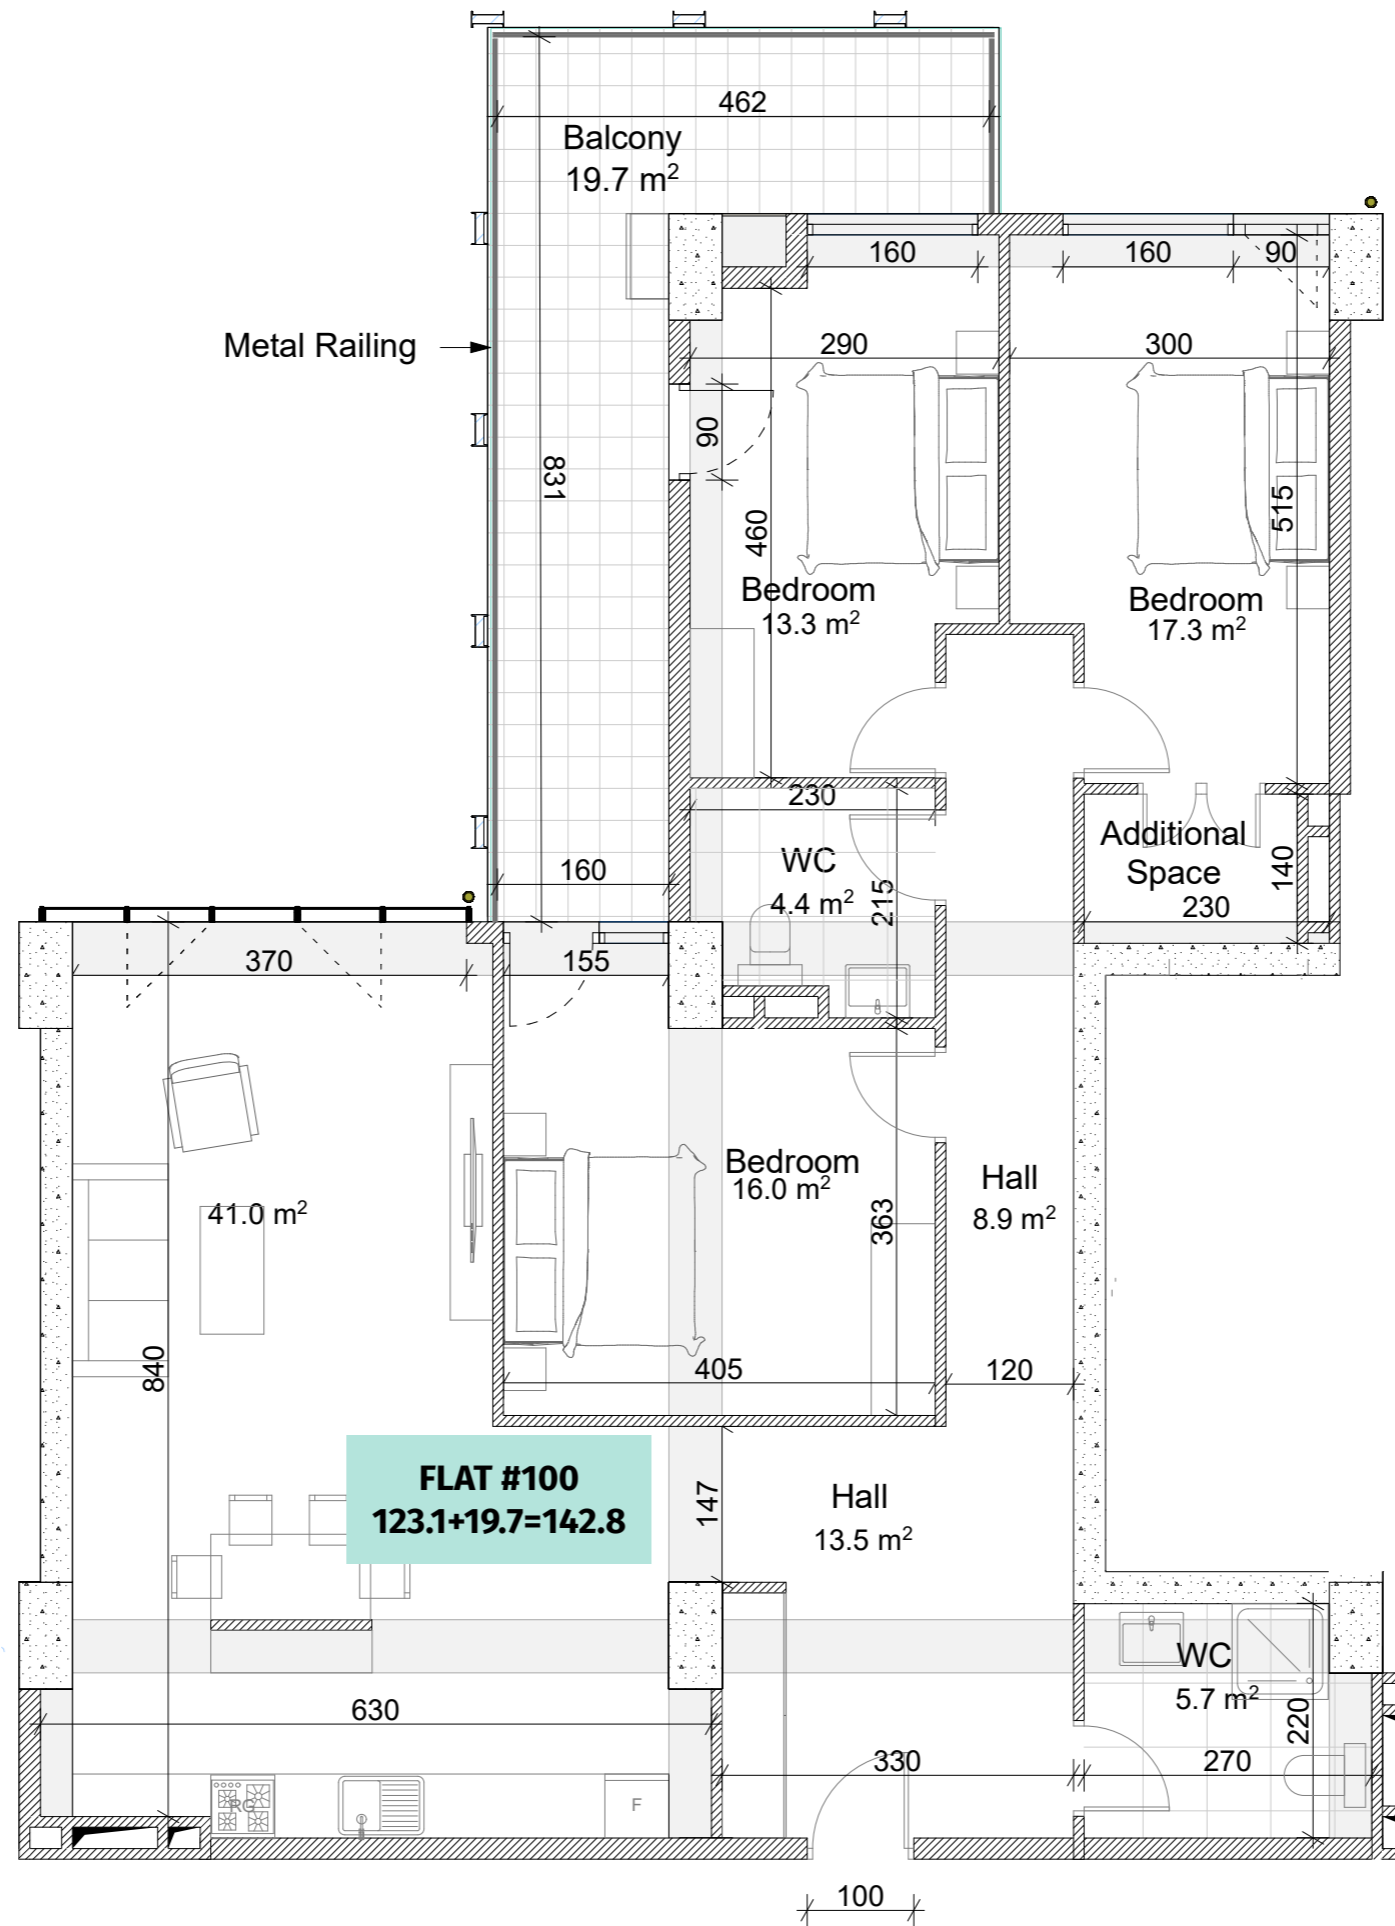 462
Balcony
19.7 m²
160
160
90
Metal Railing
290
300
90
831
460
515
Bedroom
13.3 m²
Bedroom
17.3 m²
230
WC
4.4 m²
215
Additional
Space
140
230
160
370
155
Bedroom
16.0 m²
363
Hall
8.9 m²
41.0 m²
840
405
120
FLAT #100
123.1+19.7=142.8
147
Hall
13.5 m²
WC
5.7 m²
220
630
330
270
RG
F
100